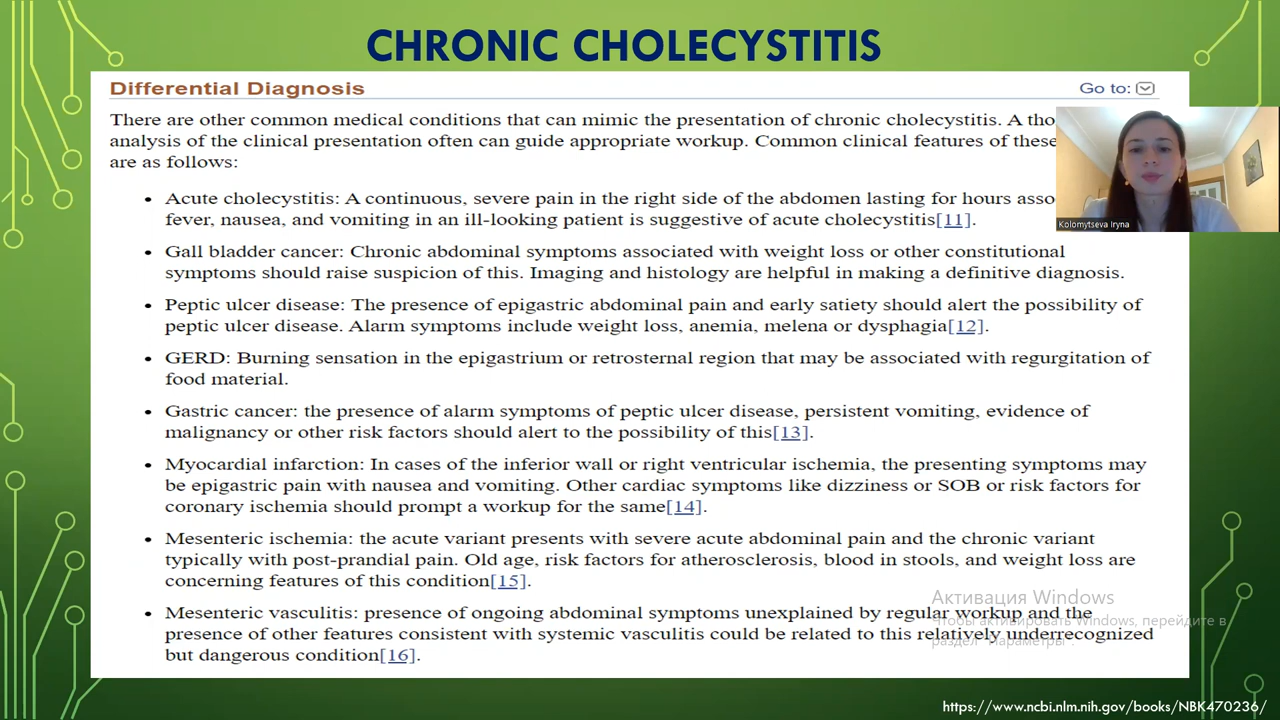 CHRONIC CHOLECYSTITIS
Differential Diagnosis
Go to:
There are other common medical conditions that can mimic the presentation of chronic cholecystitis. A tho
analysis of the clinical presentation often can guide appropriate workup. Common clinical features of these
are as follows:
• Acute cholecystitis: A continuous, severe pain in the right side of the abdomen lasting for hours asso
fever, nausea, and vomiting in an ill-looking patient is suggestive of acute cholecystitis[11].
• Gall bladder cancer: Chronic abdominal symptoms associated with weight loss or other constitutional
symptoms should raise suspicion of this. Imaging and histology are helpful in making a definitive diagnosis.
• Peptic ulcer disease: The presence of epigastric abdominal pain and early satiety should alert the possibility of
peptic ulcer disease. Alarm symptoms include weight loss, anemia, melena or dysphagia[12].
• GERD: Burning sensation in the epigastrium or retrosternal region that may be associated with regurgitation of
food material.
• Gastric cancer: the presence of alarm symptoms of peptic ulcer disease, persistent vomiting, evidence of
malignancy or other risk factors should alert to the possibility of this[13].
• Myocardial infarction: In cases of the inferior wall or right ventricular ischemia, the presenting symptoms may
be epigastric pain with nausea and vomiting. Other cardiac symptoms like dizziness or SOB or risk factors for
coronary ischemia should prompt a workup for the same[14].
• Mesenteric ischemia: the acute variant presents with severe acute abdominal pain and the chronic variant
typically with post-prandial pain. Old age, risk factors for atherosclerosis, blood in stools, and weight loss are
concerning features of this condition[15].
• Mesenteric vasculitis: presence of ongoing abdominal symptoms unexplained by regular workup and the
presence of other features consistent with systemic vasculitis could be related to this relatively underrecognized
but dangerous condition[16].
Kolomytseva Iryna
Активация Windows
Чтобы активировать Windows, перейдите в
раздел "Параметры".
https://www.ncbi.nlm.nih.gov/books/NBK470236/